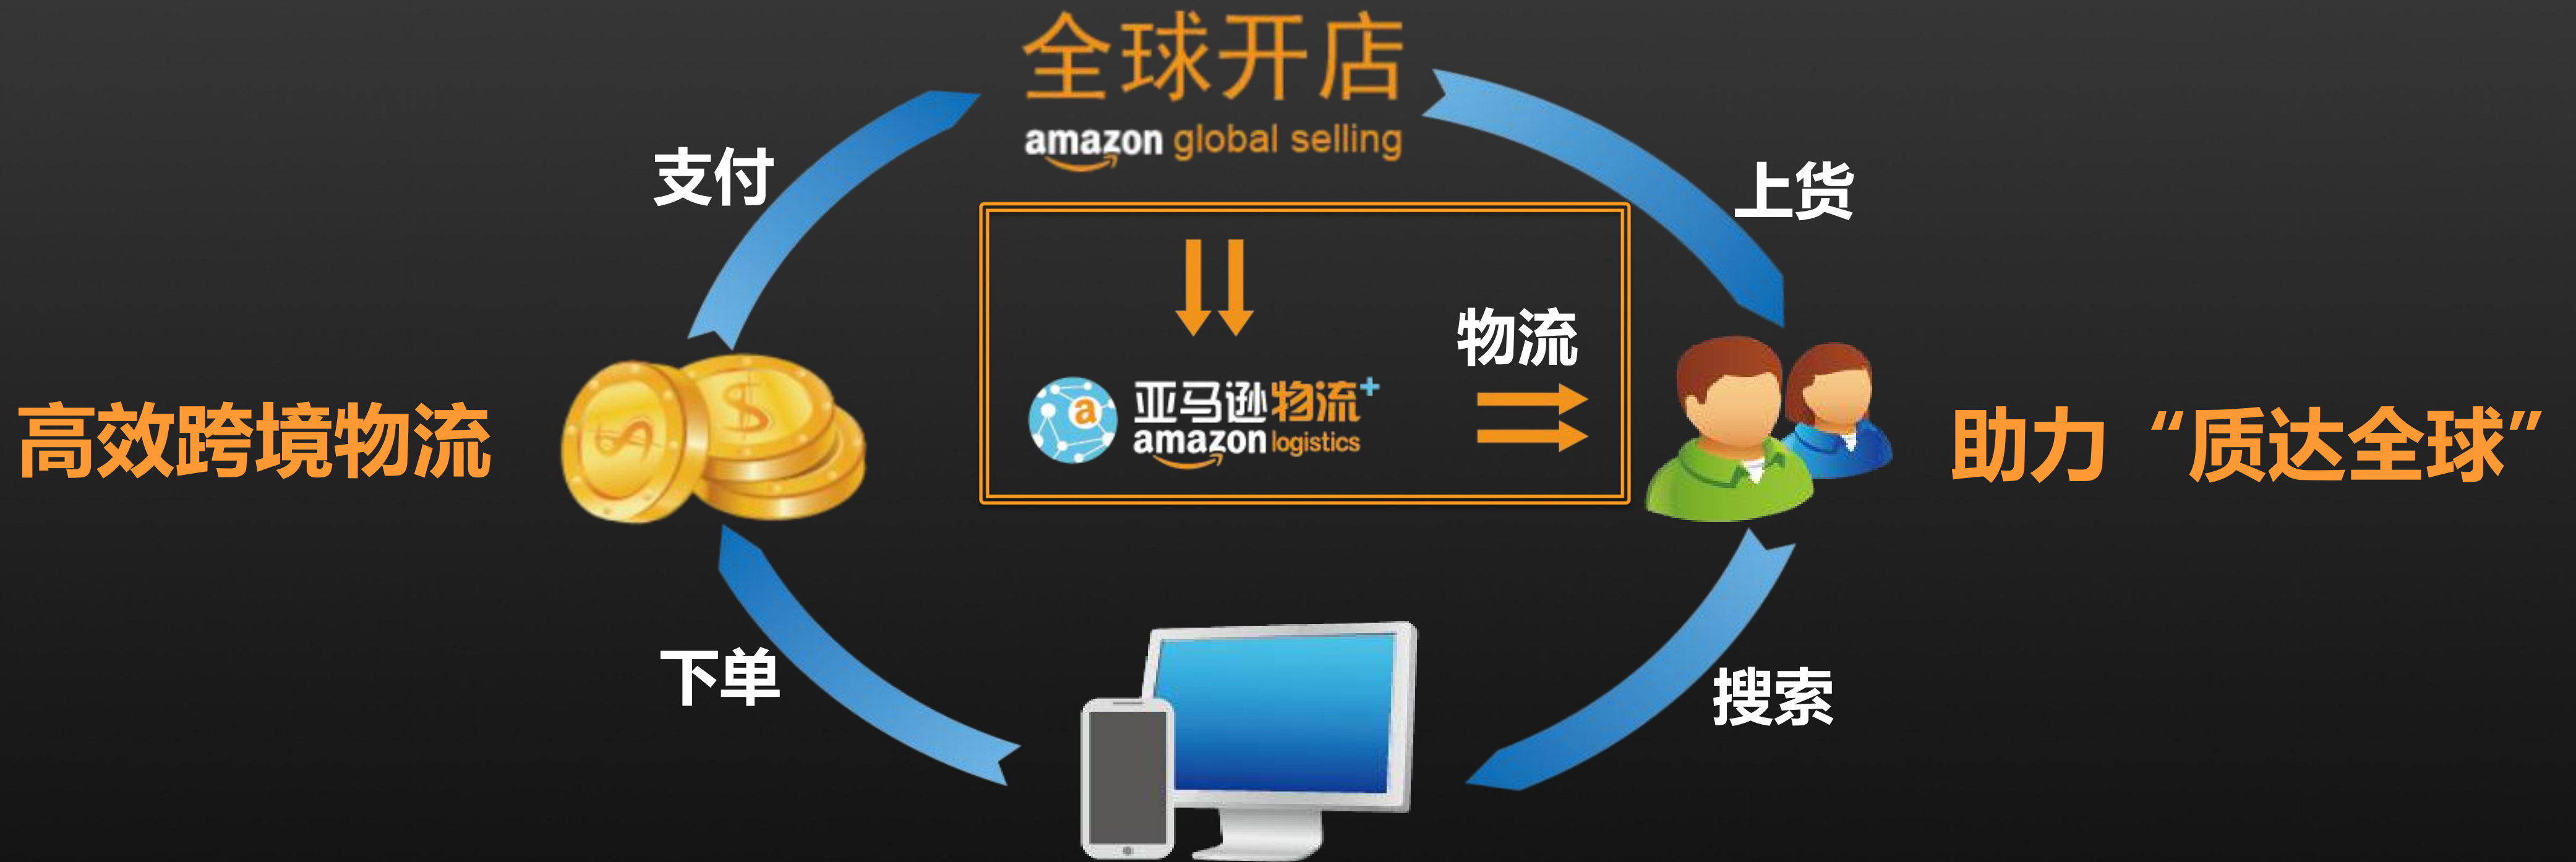 全球开店
amazon global selling
支付
上货
物流
高效跨境物流
亚马逊物流+
amazon logistics
助力“质达全球”
下单
搜索